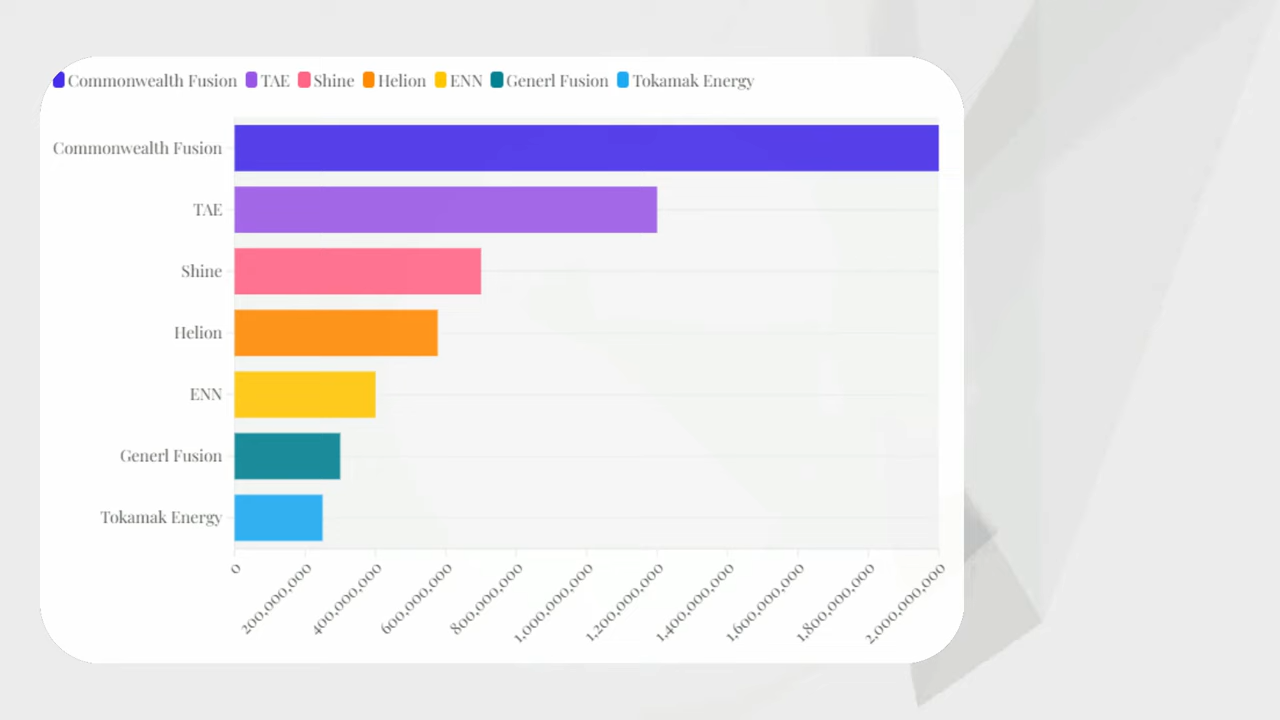 Commonwealth Fusion TAE Shine Helion ENN Generl Fusion Tokamak Energy
Commonwealth Fusion
TAE
Shine
Helion
ENN
Generl Fusion
Tokamak Energy
0 200,000,000 400,000,000 600,000,000 800,000,000 1,000,000,000 1,200,000,000 1,400,000,000 1,600,000,000 1,800,000,000 2,000,000,000